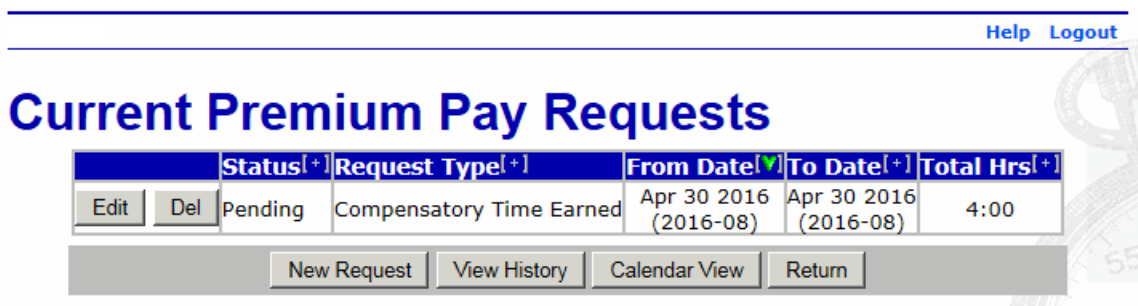 Help Logout
Current Premium Pay Requests
Status[+] Request Type[+] From Date[V] To Date[+] Total Hrs[+]
Edit Del Pending Compensatory Time Earned Apr 30 2016 Apr 30 2016 4:00
(2016-08) (2016-08)
New Request View History Calendar View Return
55